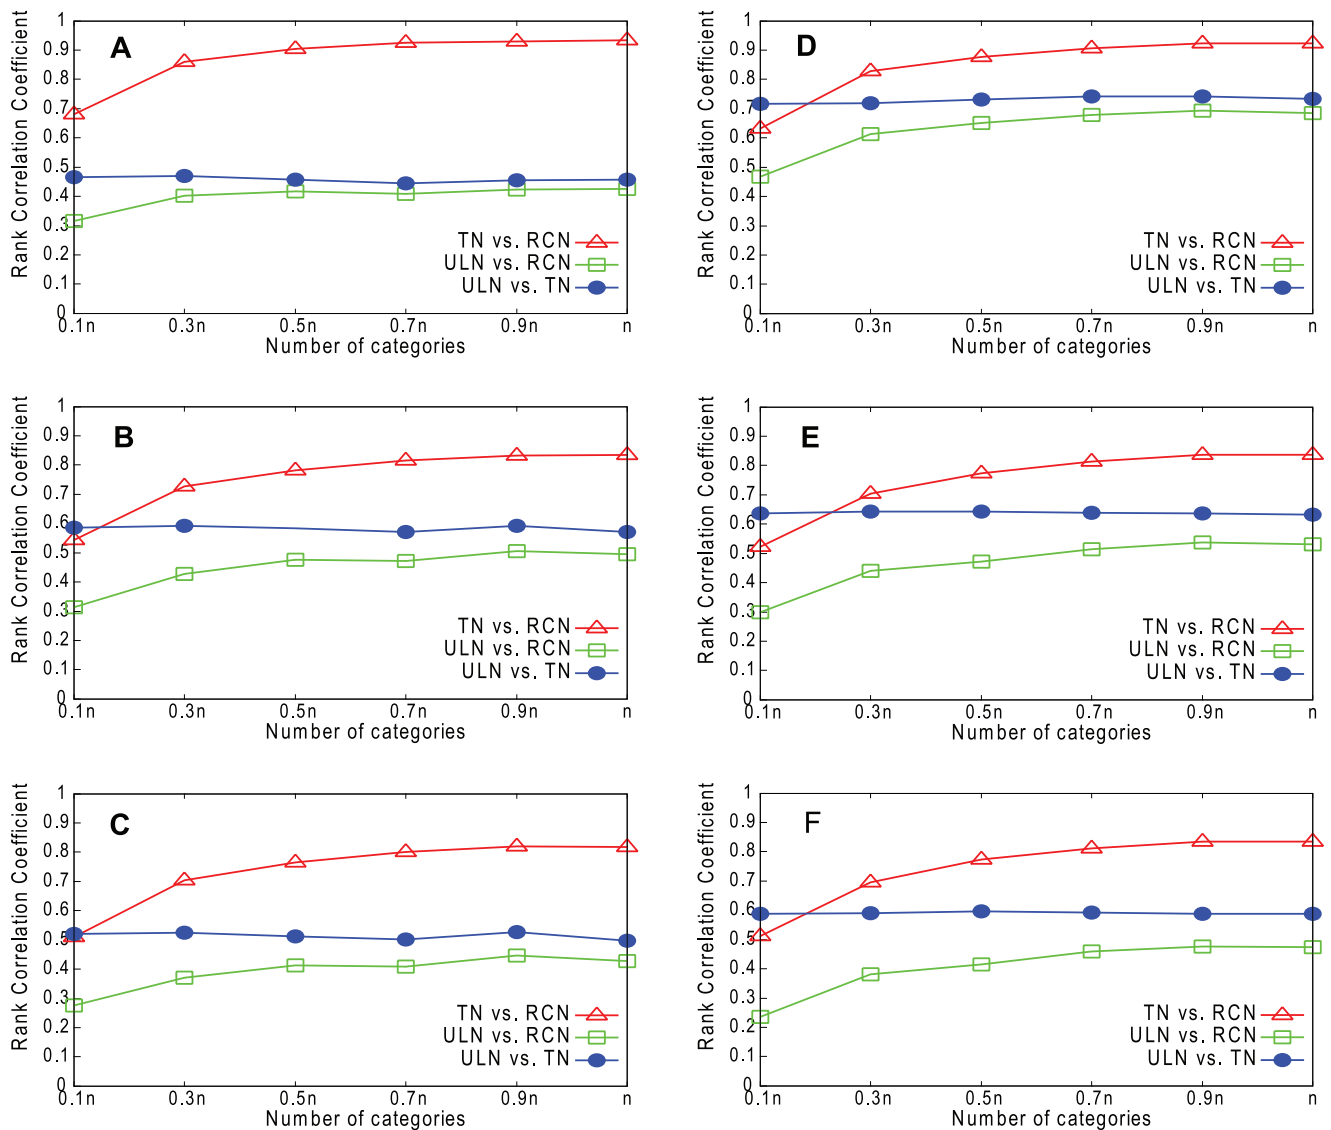 A
Rank Correlation Coefficient
1
0.9
0.8
0.7
0.6
0.5
0.4
0.3
0.2
0.1
0
TN vs. RCN
ULN vs. RCN
ULN vs. TN
0.1n 0.3n 0.5n 0.7n 0.9n n
Number of categories
D
Rank Correlation Coefficient
1
0.9
0.8
0.7
0.6
0.5
0.4
0.3
0.2
0.1
0
TN vs. RCN
ULN vs. RCN
ULN vs. TN
0.1n 0.3n 0.5n 0.7n 0.9n n
Number of categories
B
Rank Correlation Coefficient
1
0.9
0.8
0.7
0.6
0.5
0.4
0.3
0.2
0.1
0
TN vs. RCN
ULN vs. RCN
ULN vs. TN
0.1n 0.3n 0.5n 0.7n 0.9n n
Number of categories
E
Rank Correlation Coefficient
1
0.9
0.8
0.7
0.6
0.5
0.4
0.3
0.2
0.1
0
TN vs. RCN
ULN vs. RCN
ULN vs. TN
0.1n 0.3n 0.5n 0.7n 0.9n n
Number of categories
C
Rank Correlation Coefficient
1
0.9
0.8
0.7
0.6
0.5
0.4
0.3
0.2
0.1
0
TN vs. RCN
ULN vs. RCN
ULN vs. TN
0.1n 0.3n 0.5n 0.7n 0.9n n
Number of categories
F
Rank Correlation Coefficient
1
0.9
0.8
0.7
0.6
0.5
0.4
0.3
0.2
0.1
0
TN vs. RCN
ULN vs. RCN
ULN vs. TN
0.1n 0.3n 0.5n 0.7n 0.9n n
Number of categories